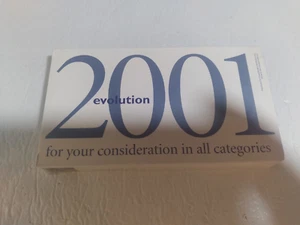 2001
evolution
for your consideration in all categories